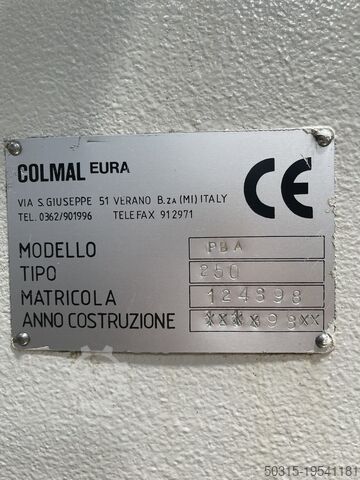 COLMAL EURA
CE
VIA S. GIUSEPPE 51 VERANO B.ZA (MI) ITALY
TEL. 0362/901996 TELEFAX 912971
MODELLO PBA
TIPO 250
MATRICOLA 124398
ANNO COSTRUZIONE 98
50315-19541181